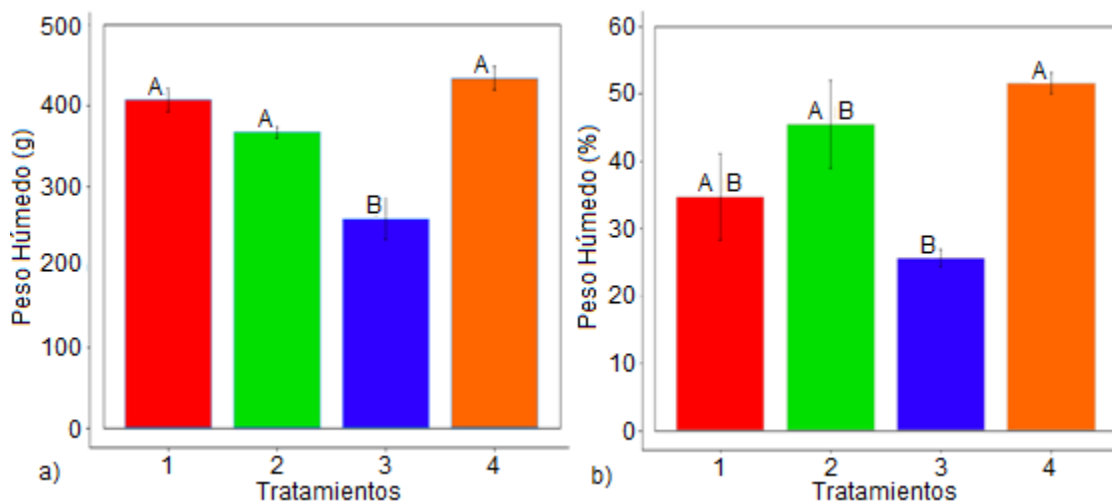 500
400
300
200
100
0
Peso Húmedo (g)
A
A
B
A
1 2 3 4
a)
Tratamientos
60
50
40
30
20
10
0
Peso Húmedo (%)
A B
A B
B
A
1 2 3 4
b)
Tratamientos